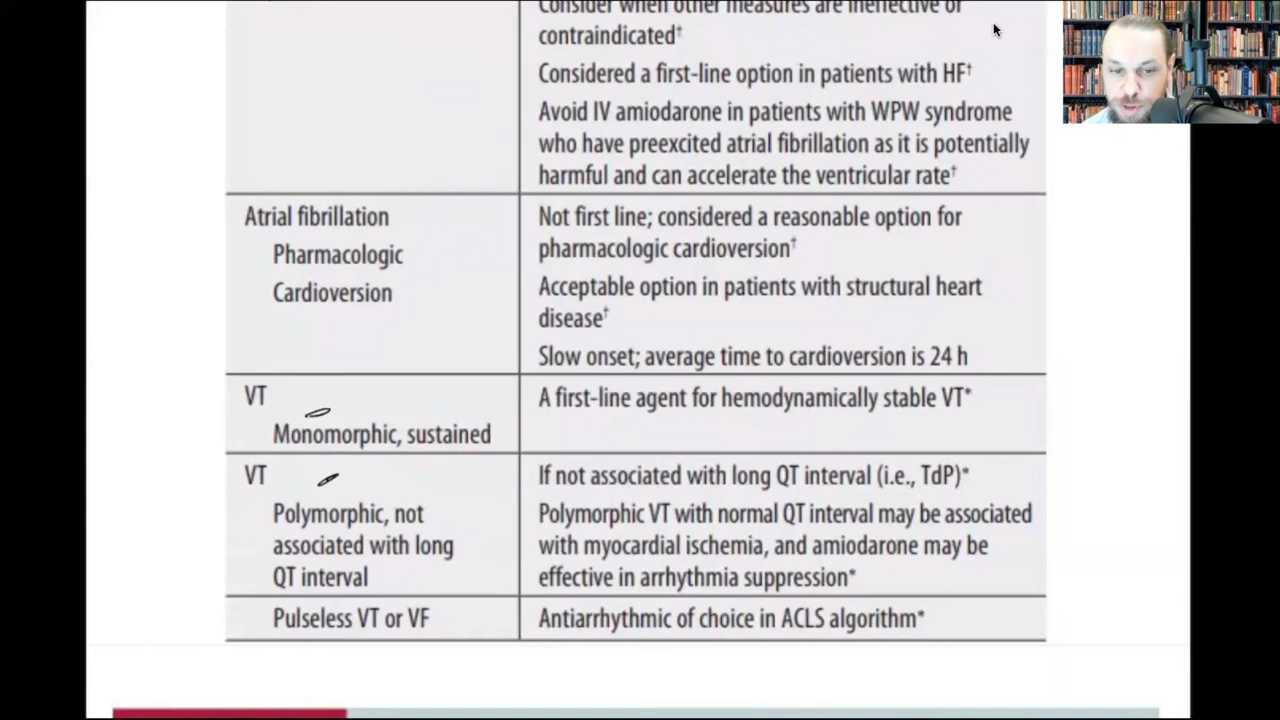 Consider when other measures are ineffective or
contraindicated†
Considered a first-line option in patients with HF†
Avoid IV amiodarone in patients with WPW syndrome
who have preexcited atrial fibrillation as it is potentially
harmful and can accelerate the ventricular rate†
Atrial fibrillation
Pharmacologic
Cardioversion
Not first line; considered a reasonable option for
pharmacologic cardioversion†
Acceptable option in patients with structural heart
disease†
Slow onset; average time to cardioversion is 24 h
VT
Monomorphic, sustained
A first-line agent for hemodynamically stable VT*
VT
Polymorphic, not
associated with long
QT interval
If not associated with long QT interval (i.e., TdP)*
Polymorphic VT with normal QT interval may be associated
with myocardial ischemia, and amiodarone may be
effective in arrhythmia suppression*
Pulseless VT or VF
Antiarrhythmic of choice in ACLS algorithm*